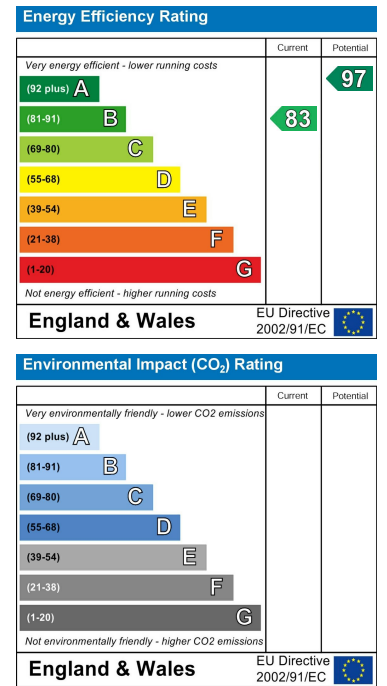 Energy Efficiency Rating
Current Potential
Very energy efficient - lower running costs
(92 plus) A
97
(81-91) B
83
(69-80) C
(55-68) D
(39-54) E
(21-38) F
(1-20) G
Not energy efficient - higher running costs
England & Wales
EU Directive
2002/91/EC
Environmental Impact (CO₂) Rating
Current Potential
Very environmentally friendly - lower CO2 emissions
(92 plus) A
(81-91) B
(69-80) C
(55-68) D
(39-54) E
(21-38) F
(1-20) G
Not environmentally friendly - higher CO2 emissions
England & Wales
EU Directive
2002/91/EC